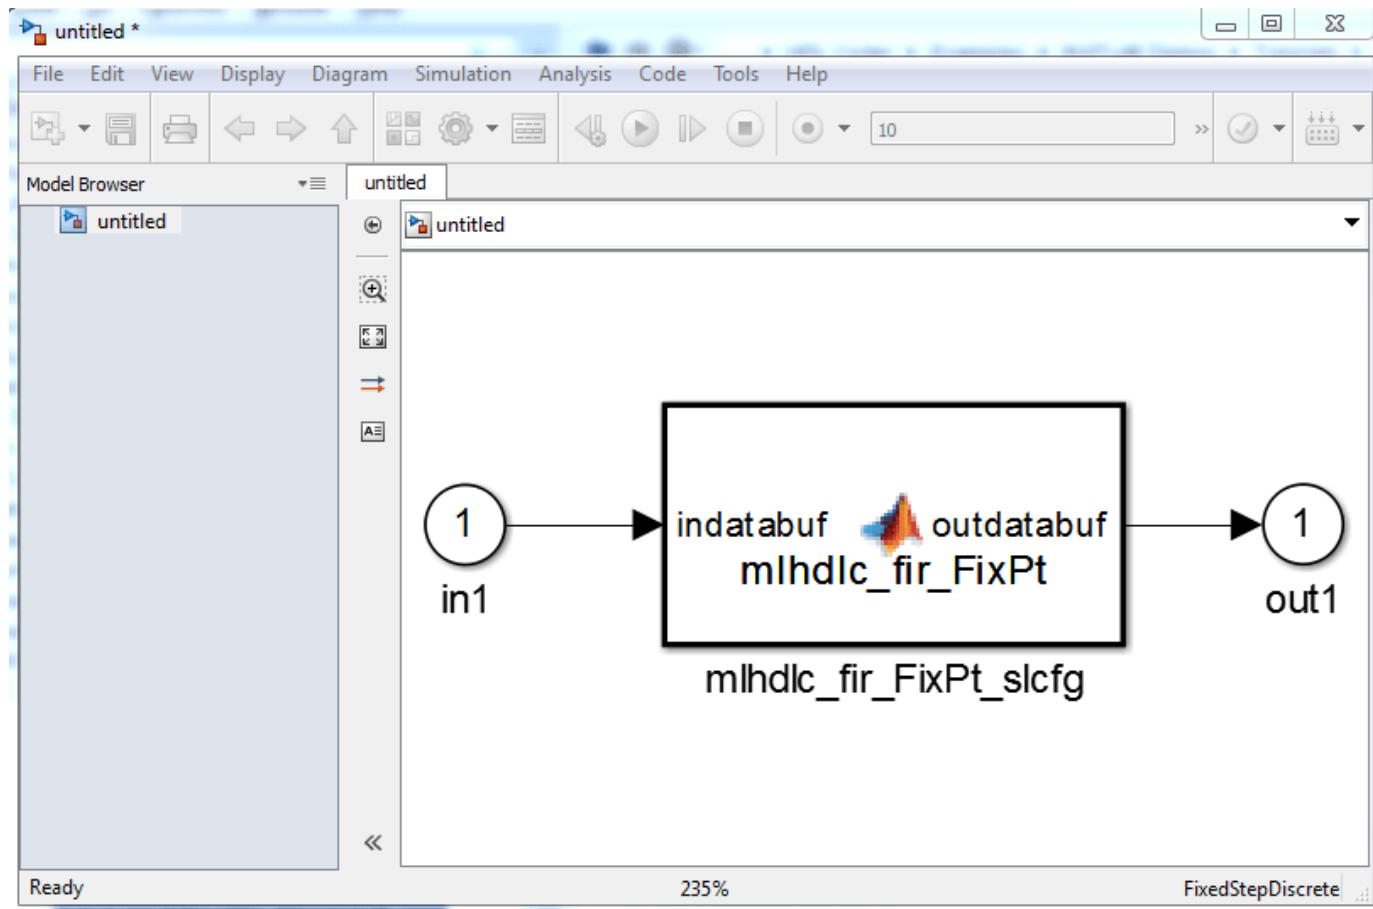 untitled *
File Edit View Display Diagram Simulation Analysis Code Tools Help
10
Model Browser
untitled
untitled
untitled
1
indatabuf
outdatabuf
1
mlhdlc_fir_FixPt
in1
out1
mlhdlc_fir_FixPt_slcfg
Ready
235%
FixedStepDiscrete